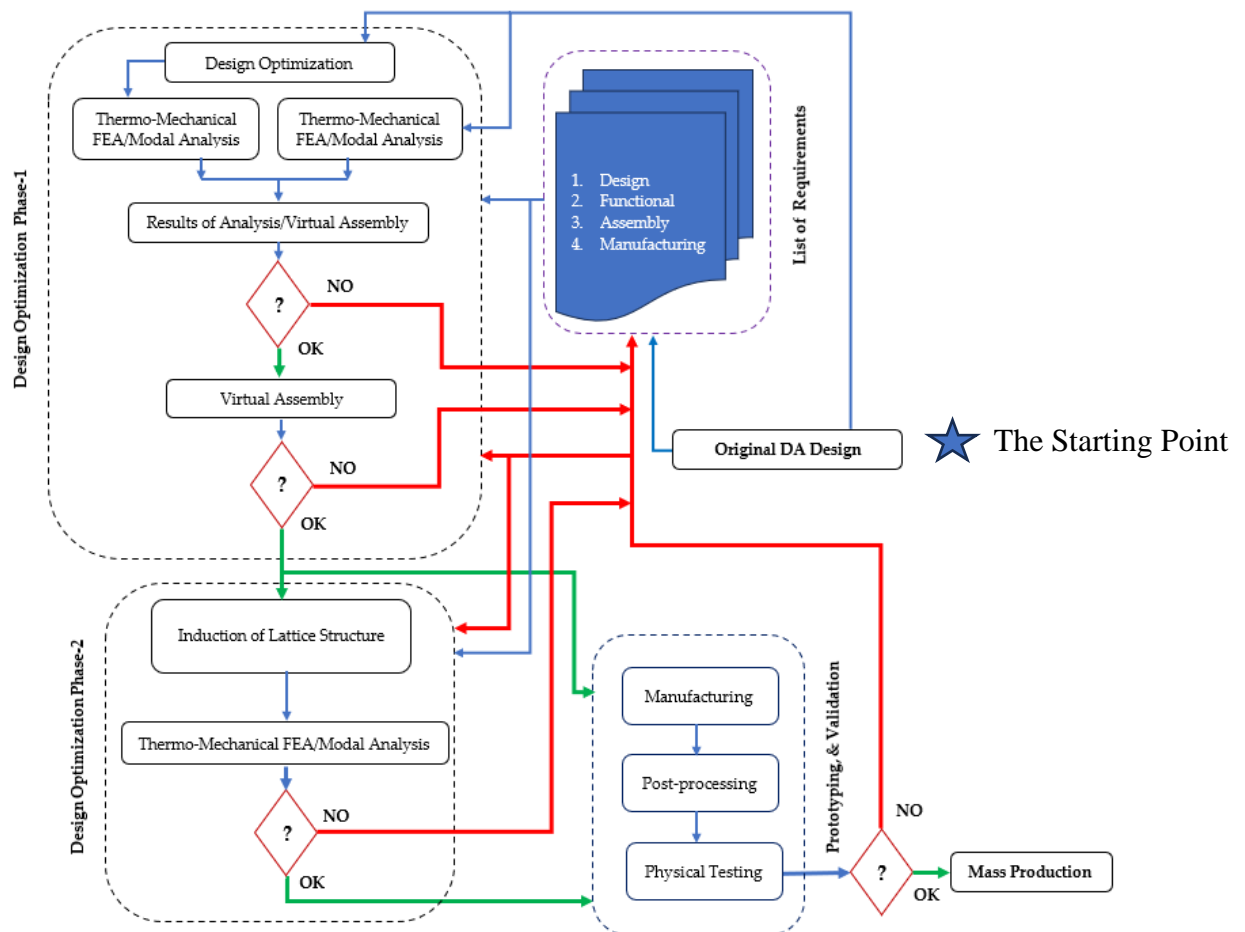 Design Optimization Phase-1
Design Optimization
Thermo-Mechanical
FEA/Modal Analysis
Thermo-Mechanical
FEA/Modal Analysis
Results of Analysis/Virtual Assembly
?
NO
OK
Virtual Assembly
?
NO
OK
1. Design
2. Functional
3. Assembly
4. Manufacturing
List of Requirements
Original DA Design
The Starting Point
Design Optimization Phase-2
Induction of Lattice Structure
Thermo-Mechanical FEA/Modal Analysis
?
NO
OK
Manufacturing
Post-processing
Physical Testing
Prototyping, & Validation
?
NO
OK
Mass Production